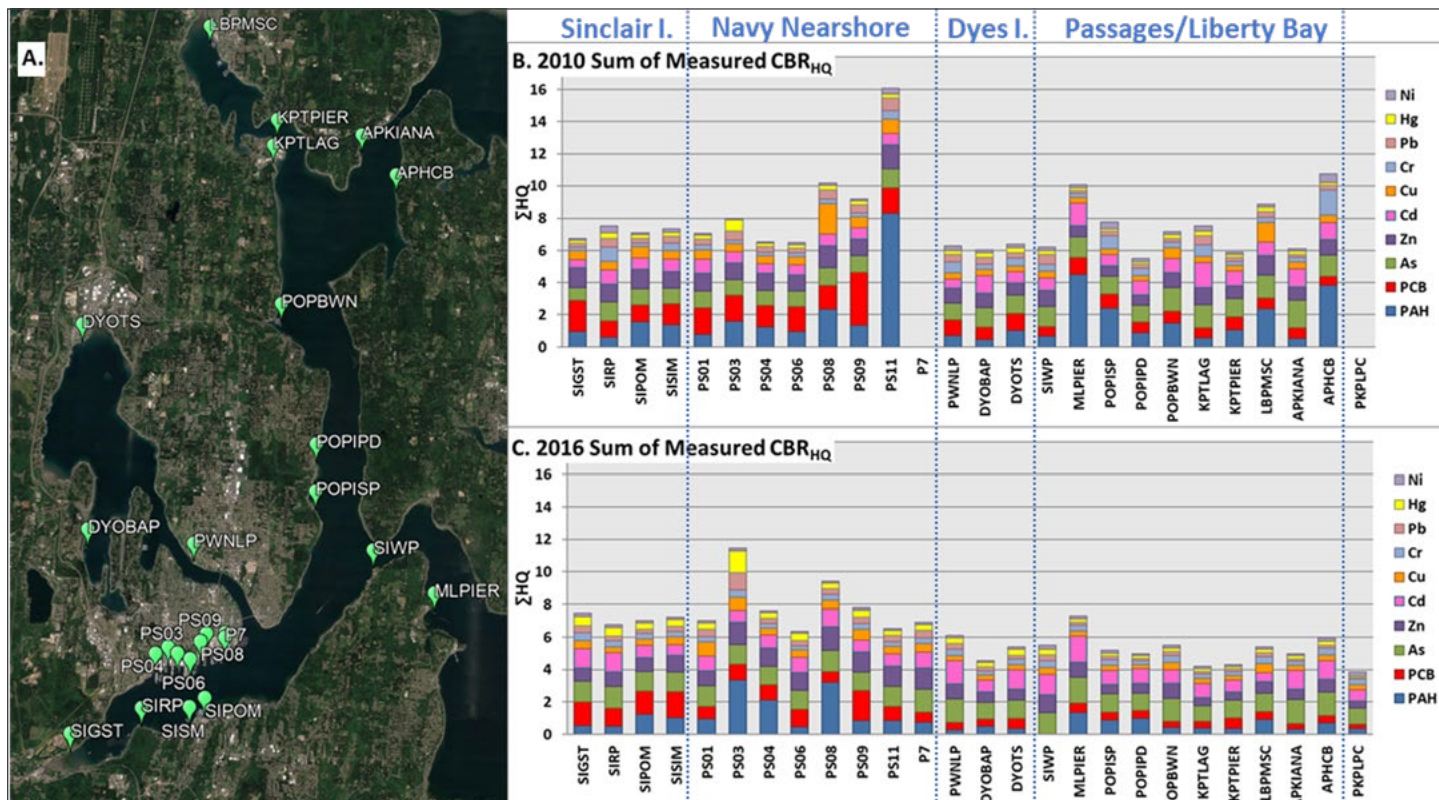 A.
LBPMSC
KPTPIER
APKIANA
KPTLAG
APHCB
POPBWN
DYOTS
POPIPD
POPISP
DYOBAP
PWNLP
SIWP
MLPIER
PS09
PS03
P7
PS04
PS08
PS06
SIPOM
SIRP
SISM
SIGST
Sinclair I.
Navy Nearshore
Dyes I.
Passages/Liberty Bay
B. 2010 Sum of Measured CBRHQ
ΣHQ
16
14
12
10
8
6
4
2
0
Ni
Hg
Pb
Cr
Cu
Cd
Zn
As
PCB
PAH
SIGST
SIRP
SIPOM
SISIM
PS01
PS03
PS04
PS06
PS08
PS09
PS11
P7
PWNLP
DYOBAP
DYOTS
SIWP
MLPIER
POPISP
POPIPD
POPBWN
KPTLAG
KPTPIER
LBPMSC
APKIANA
APHCB
PKPLPC
C. 2016 Sum of Measured CBRHQ
ΣHQ
16
14
12
10
8
6
4
2
0
Ni
Hg
Pb
Cr
Cu
Cd
Zn
As
PCB
PAH
SIGST
SIRP
SIPOM
SISIM
PS01
PS03
PS04
PS06
PS08
PS09
PS11
P7
PWNLP
DYOBAP
DYOTS
SIWP
MLPIER
POPISP
POPIPD
OPBWN
KPTLAG
KPTPIER
LBPMSC
APKIANA
APHCB
PKPLPC